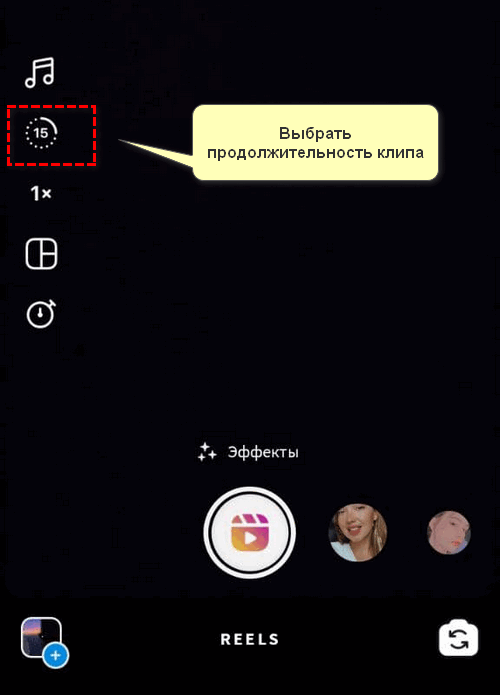 15
Выбрать
продолжительность клипа
1×
Эффекты
REELS